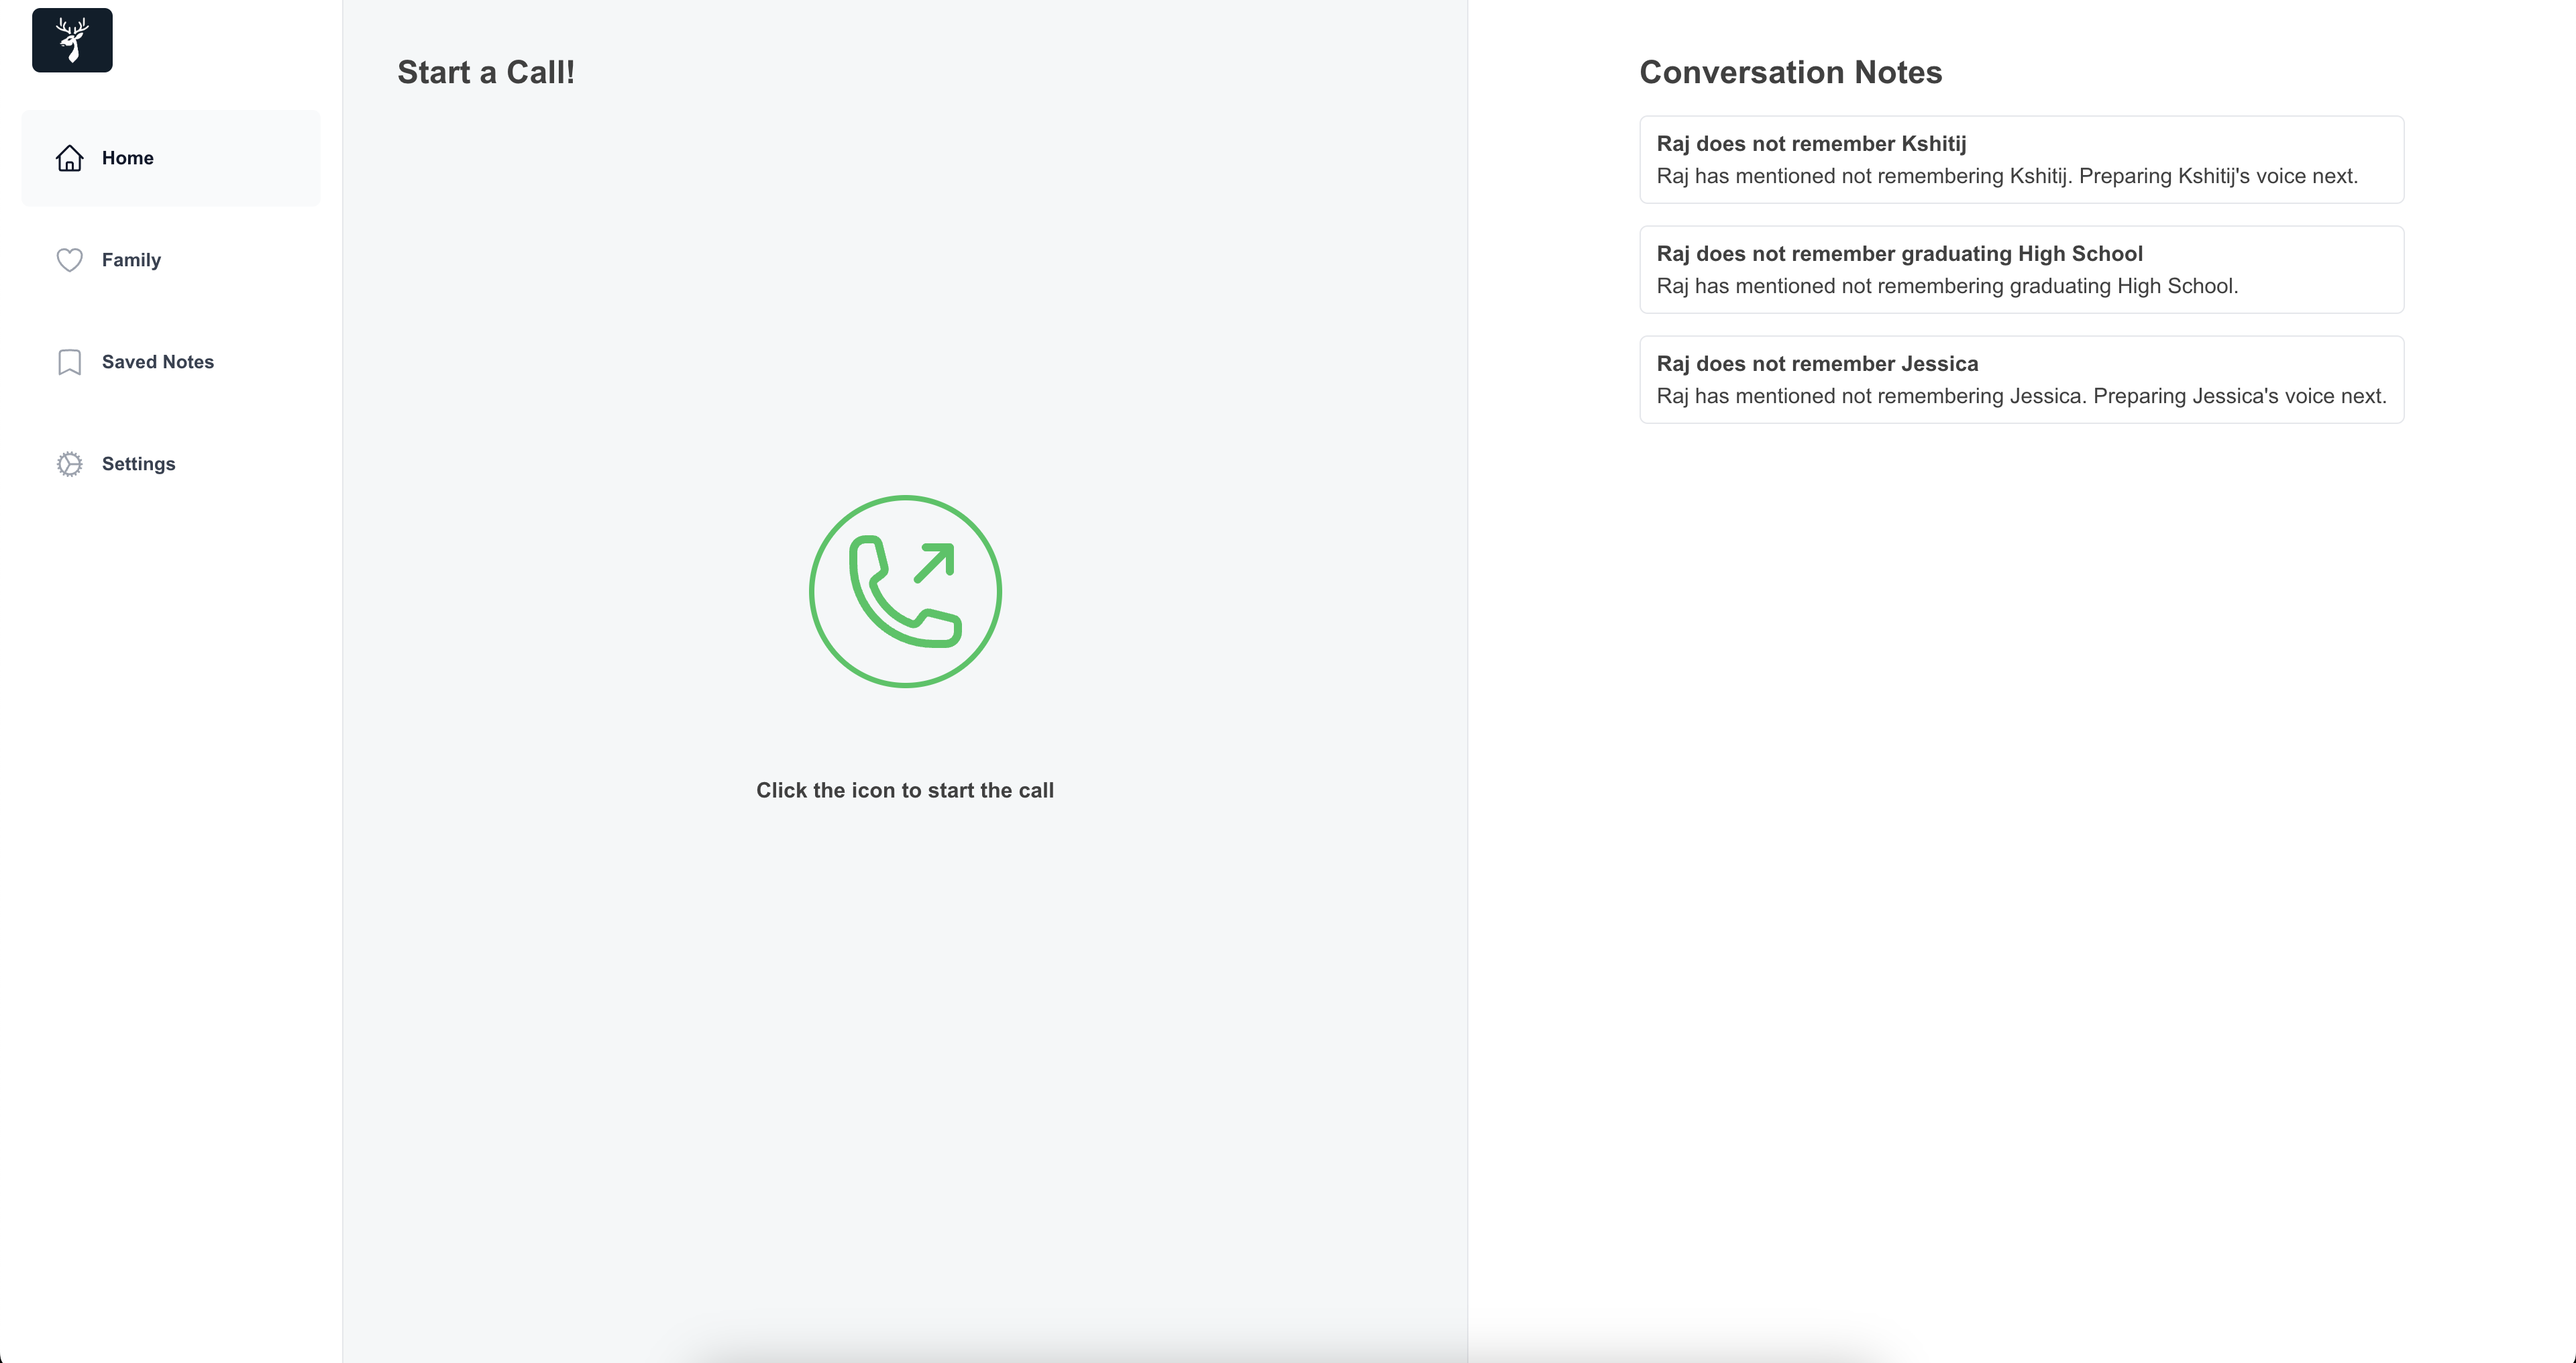 Home
Family
Saved Notes
Settings
Start a Call!
Click the icon to start the call
Conversation Notes
Raj does not remember Kshitij
Raj has mentioned not remembering Kshitij. Preparing Kshitij's voice next.
Raj does not remember graduating High School
Raj has mentioned not remembering graduating High School.
Raj does not remember Jessica
Raj has mentioned not remembering Jessica. Preparing Jessica's voice next.